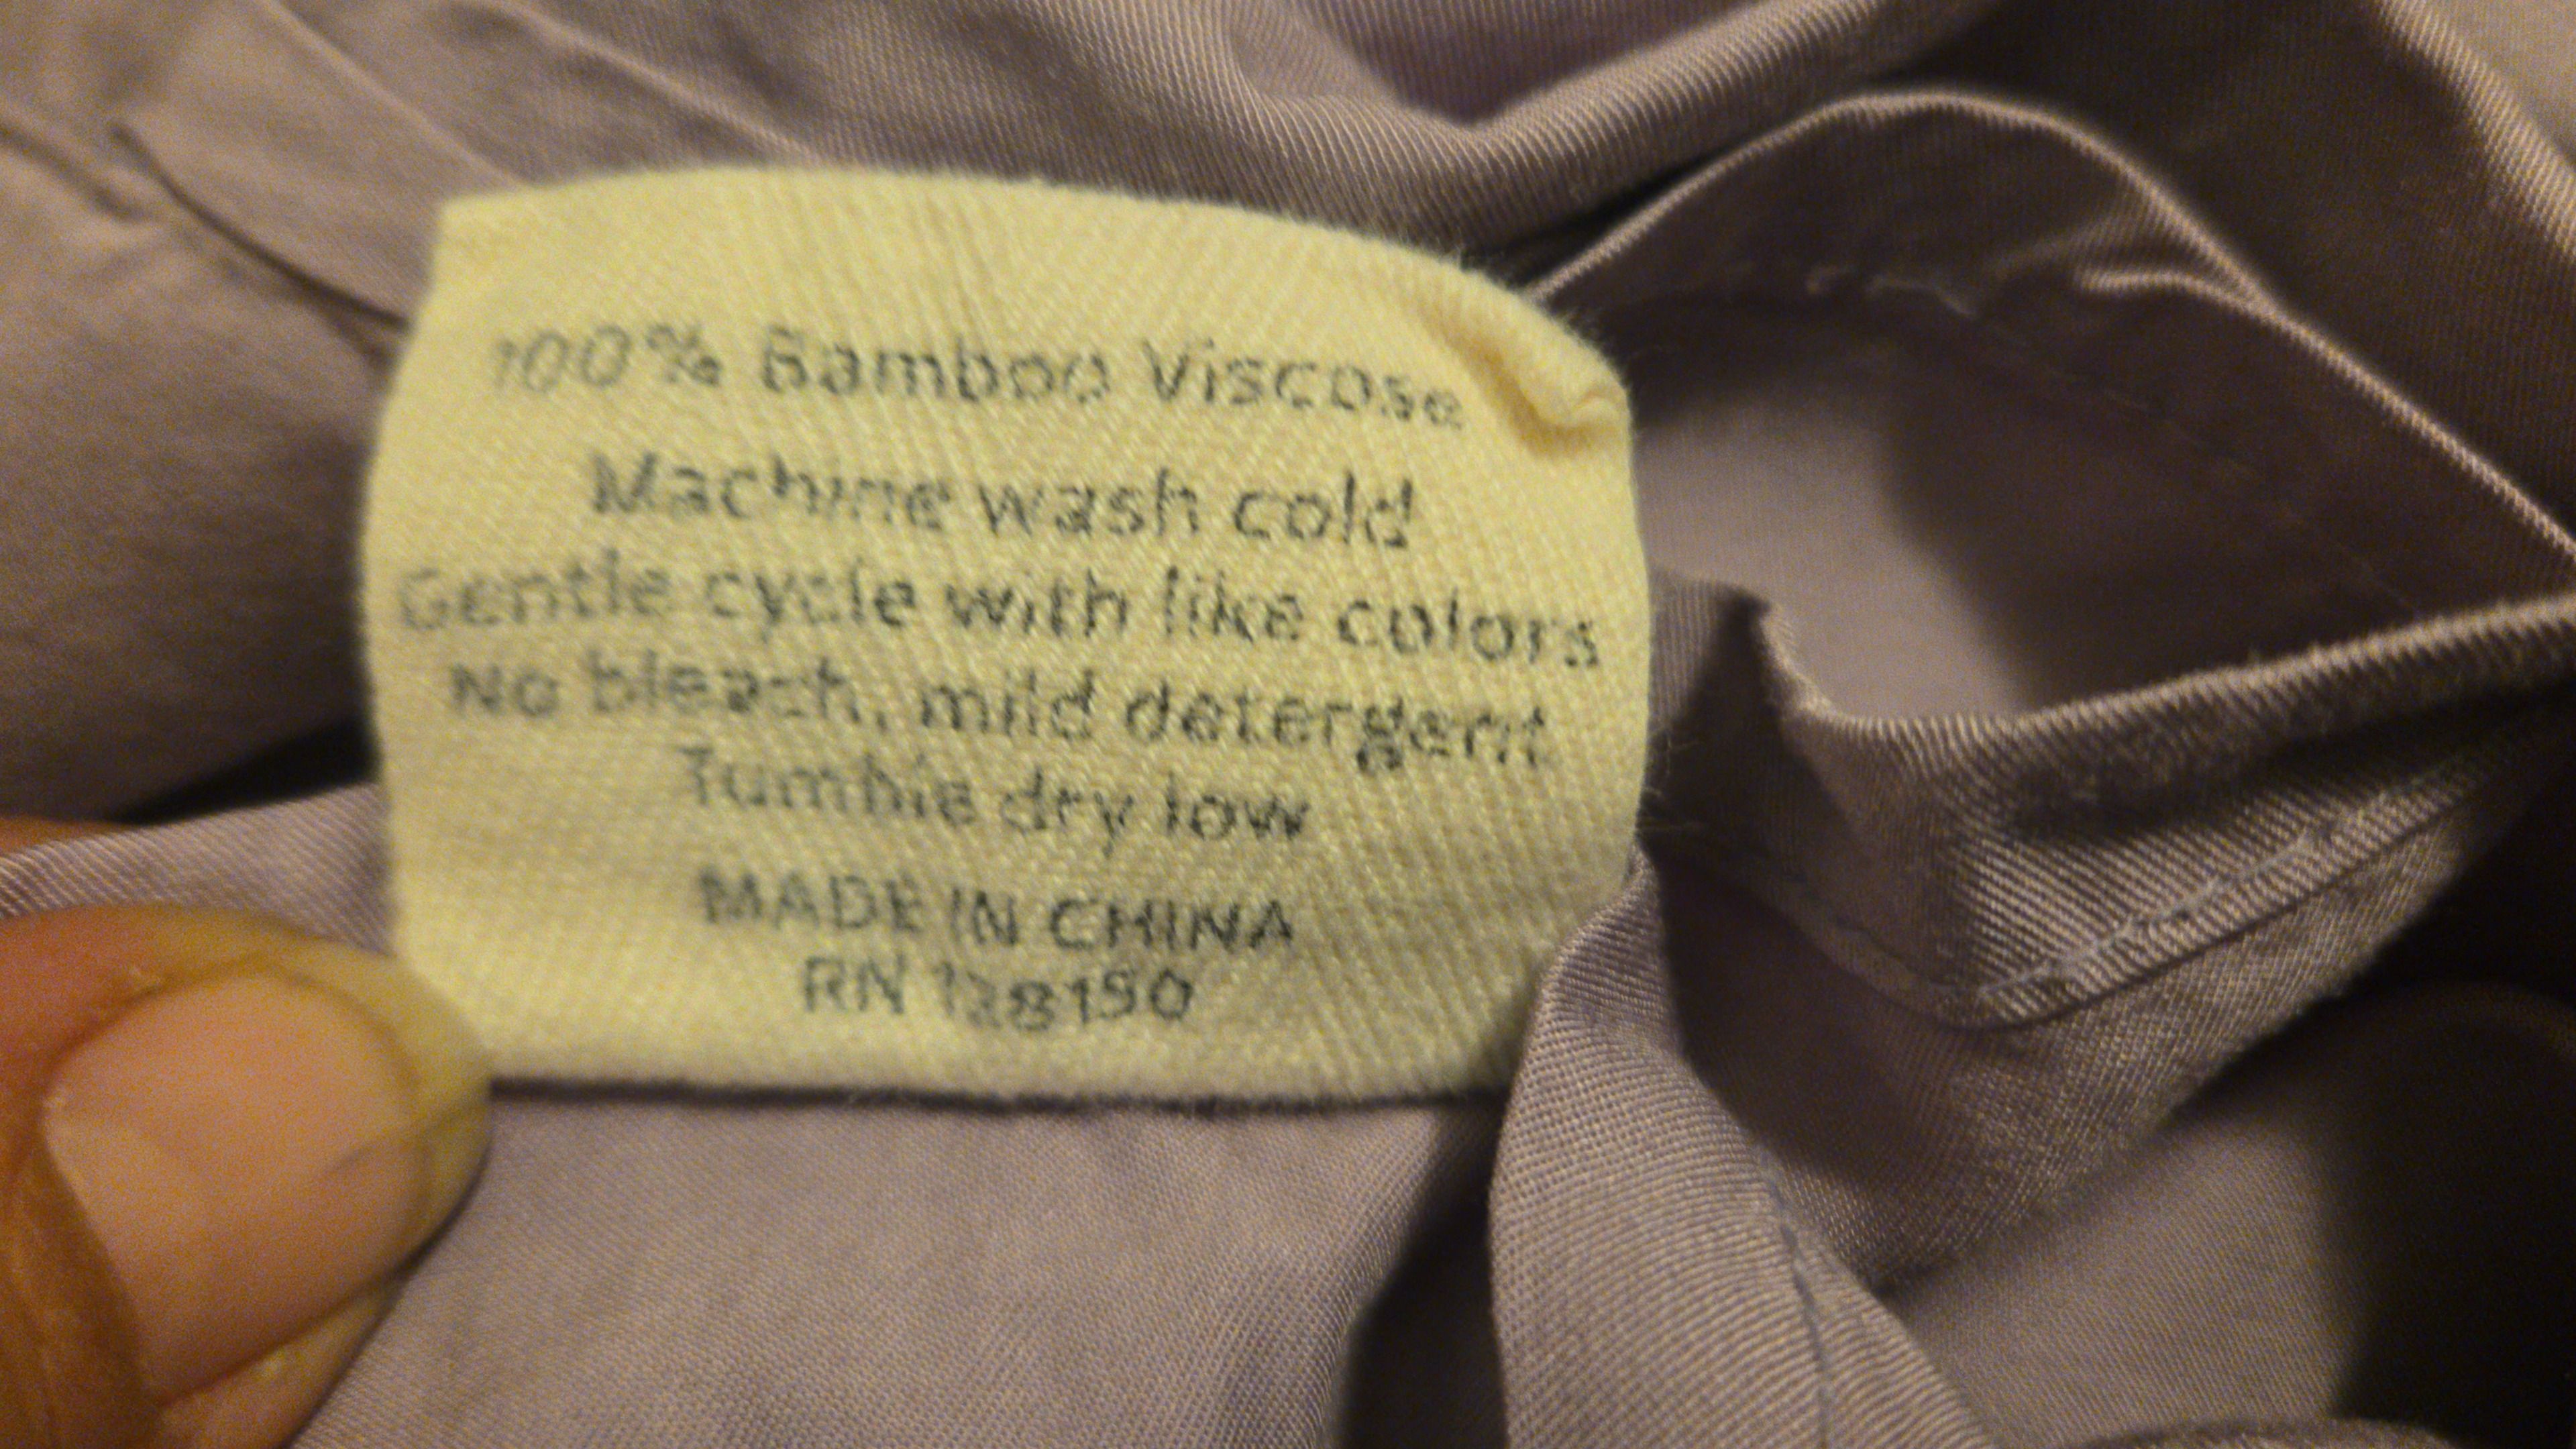 100% Bamboo Viscose
Machine wash cold
Gentle cycle with like colors
No bleach, mild detergent
Tumble dry low
MADE IN CHINA
RN 128190